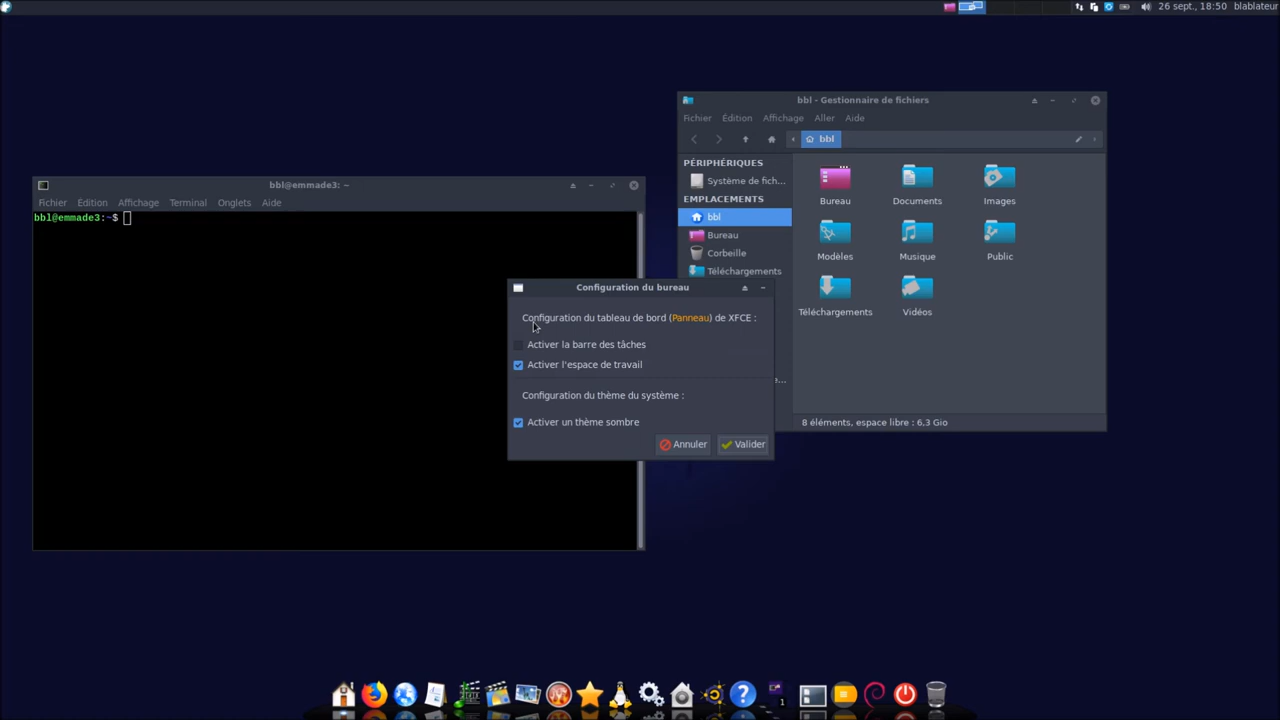 26 sept., 18:50 blablateur
bbl - Gestionnaire de fichiers
Fichier Édition Affichage Aller Aide
bbl
PÉRIPHÉRIQUES
Système de fich...
EMPLACEMENTS
bbl
Bureau
Corbeille
Téléchargements
Bureau Documents Images
Modèles Musique Public
Téléchargements Vidéos
8 éléments, espace libre : 6,3 Gio
bbl@emmade3: ~
Fichier Édition Affichage Terminal Onglets Aide
bbl@emmade3:~$
Configuration du bureau
Configuration du tableau de bord (Panneau) de XFCE :
Activer la barre des tâches
Activer l'espace de travail
Configuration du thème du système :
Activer un thème sombre
Annuler Valider
1